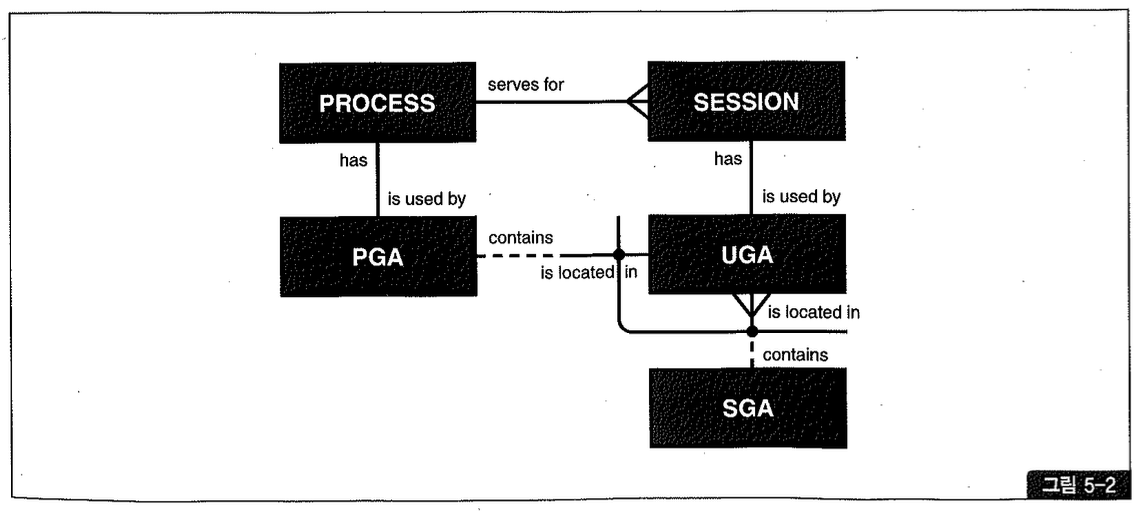 PROCESS
serves for
SESSION
has
is used by
has
is used by
PGA
contains
is located in
UGA
is located in
contains
SGA
그림 5-2